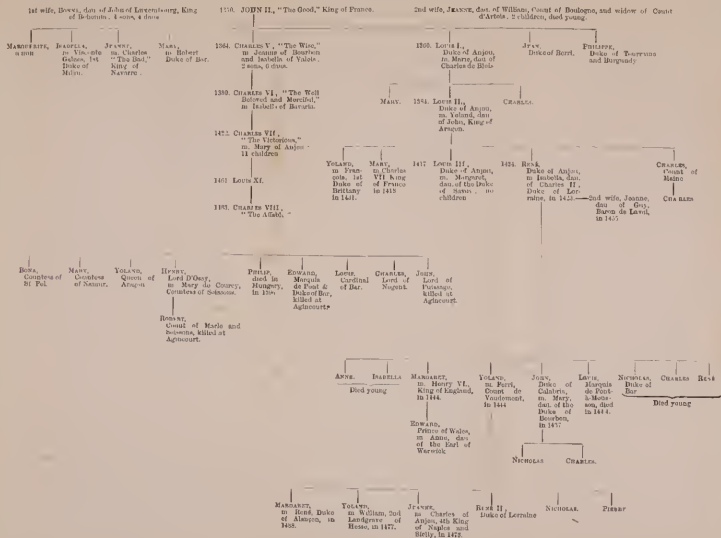 1st wife, BONNA, dau of John of Luxembourg, King
of Bohemia. 4 sons, 4 daus
1350. JOHN II., "The Good," King of France.
2nd wife, JEANNE, dau. of William, Count of Boulogne, and widow of Count
d'Artois. 2 children, died young.
MARGUERITE,
a nun
ISABELLA,
m Visconte
Galeas, 1st
Duke of
Milan.
JEANNE,
m. Charles
"The Bad,"
King of
Navarre.
MARY,
m Robert
Duke of Bar.
1364. CHARLES V, "The Wise,"
m Jeanne of Bourbon
and Isabella of Valois.
2 sons, 6 daus.
1360. LOUIS I.,
Duke of Anjou,
m. Marie, dau of
Charles de Blois
JEAN,
Duke of Berri.
PHILIPPE,
Duke of Touraine
and Burgundy
1380. CHARLES VI, "The Well
Beloved and Merciful,"
m Isabella of Bavaria.
MARY.
1384. LOUIS II.,
Duke of Anjou,
m. Yoland, dau
of John, King of
Aragon.
CHARLES.
1422. CHARLES VII,
"The Victorious,"
m. Mary of Anjou
11 children
YOLAND,
m Fran-
cois, 1st
Duke of
Brittany
in 1431.
MARY,
m. Charles
VII King
of France
in 1413
1417 LOUIS III,
Duke of Anjou,
m. Margaret,
dau. of the Duke
of Savoy. no
children
1434. RENÉ,
Duke of Anjou,
m Isabella, dau.
of Charles II,
Duke of Lor-
raine, in 1420.
2nd wife, Jeanne,
dau of Guy,
Baron de Laval,
in 1455
CHARLES,
Count of
Maine
CHARLES
1461 LOUIS XI.
1483. CHARLES VIII,
"The Affable."
BONA,
Countess of
St Pol.
MARY,
Countess
of Namur.
YOLAND,
Queen of
Aragon
HENRY,
Lord D'Oisy,
m Mary de Courcy,
Countess of Soissons.
PHILIP,
died in
Hungary,
in
EDWARD,
Marquis
de Pont &
Duke of Bar,
killed at
Agincourt
LOUIS,
Cardinal
of Bar.
CHARLES,
Lord of
Nogent.
JOHN,
Lord of
Puisaye,
killed at
Agincourt.
ROBERT,
Count of Marle and
Soissons, killed at
Agincourt.
ANNE. ISABELLA
Died young
MARGARET,
m. Henry VI.,
King of England,
in 1444.
YOLAND,
m. Ferri,
Count de
Vaudemont,
in 1444
JOHN,
Duke of
Calabria,
m. Mary,
dau. of the
Duke of
Bourbon,
in 1437
LOUIS,
Marquis
de Pont-
à-Mous-
son, died
in 1444.
NICHOLAS,
Duke of
Bar
CHARLES RENÉ
Died young
EDWARD,
Prince of Wales,
m Anne, dau
of the Earl of
Warwick
NICHOLAS CHARLES.
MARGARET,
m René, Duke
of Alençon, in
1488.
YOLAND,
m William, 2nd
Landgrave of
Hesse, in 1477.
JEANNE,
m Charles of
Anjou, 4th King
of Naples and
Sicily, in 1473.
RENÉ II,
Duke of Lorraine
NICHOLAS. PIERRE